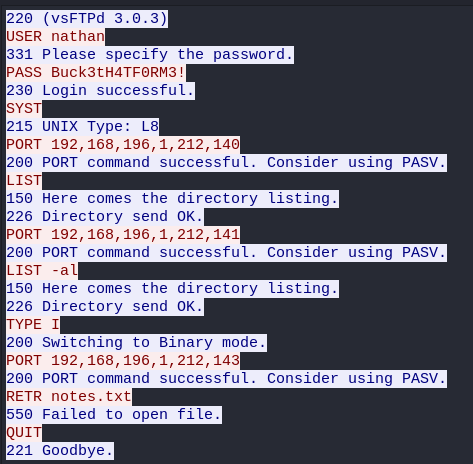 220 (vsFTPd 3.0.3)
USER nathan
331 Please specify the password.
PASS Buck3tH4TF0RM3!
230 Login successful.
SYST
215 UNIX Type: L8
PORT 192,168,196,1,212,140
200 PORT command successful. Consider using PASV.
LIST
150 Here comes the directory listing.
226 Directory send OK.
PORT 192,168,196,1,212,141
200 PORT command successful. Consider using PASV.
LIST -al
150 Here comes the directory listing.
226 Directory send OK.
TYPE I
200 Switching to Binary mode.
PORT 192,168,196,1,212,143
200 PORT command successful. Consider using PASV.
RETR notes.txt
550 Failed to open file.
QUIT
221 Goodbye.